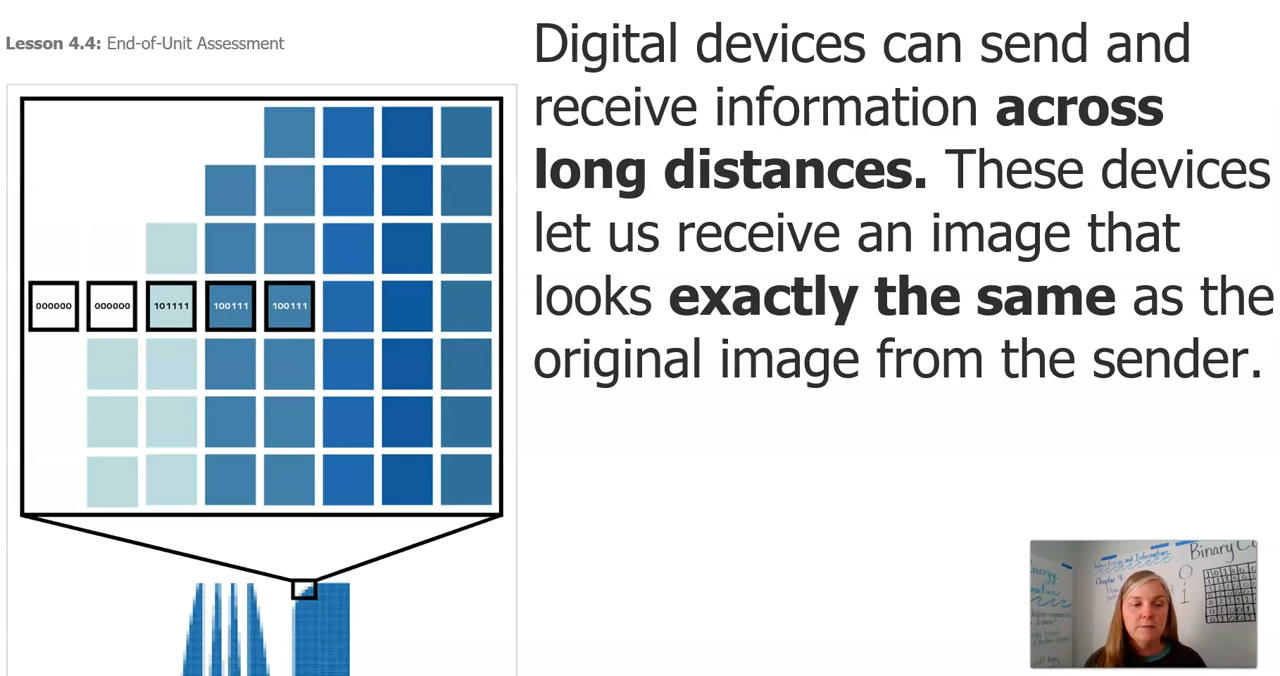 Lesson 4.4: End-of-Unit Assessment
Digital devices can send and
receive information across
long distances. These devices
let us receive an image that
looks exactly the same as the
original image from the sender.
000000 000000 101111 100111 100111
Binary
Chapter 4: